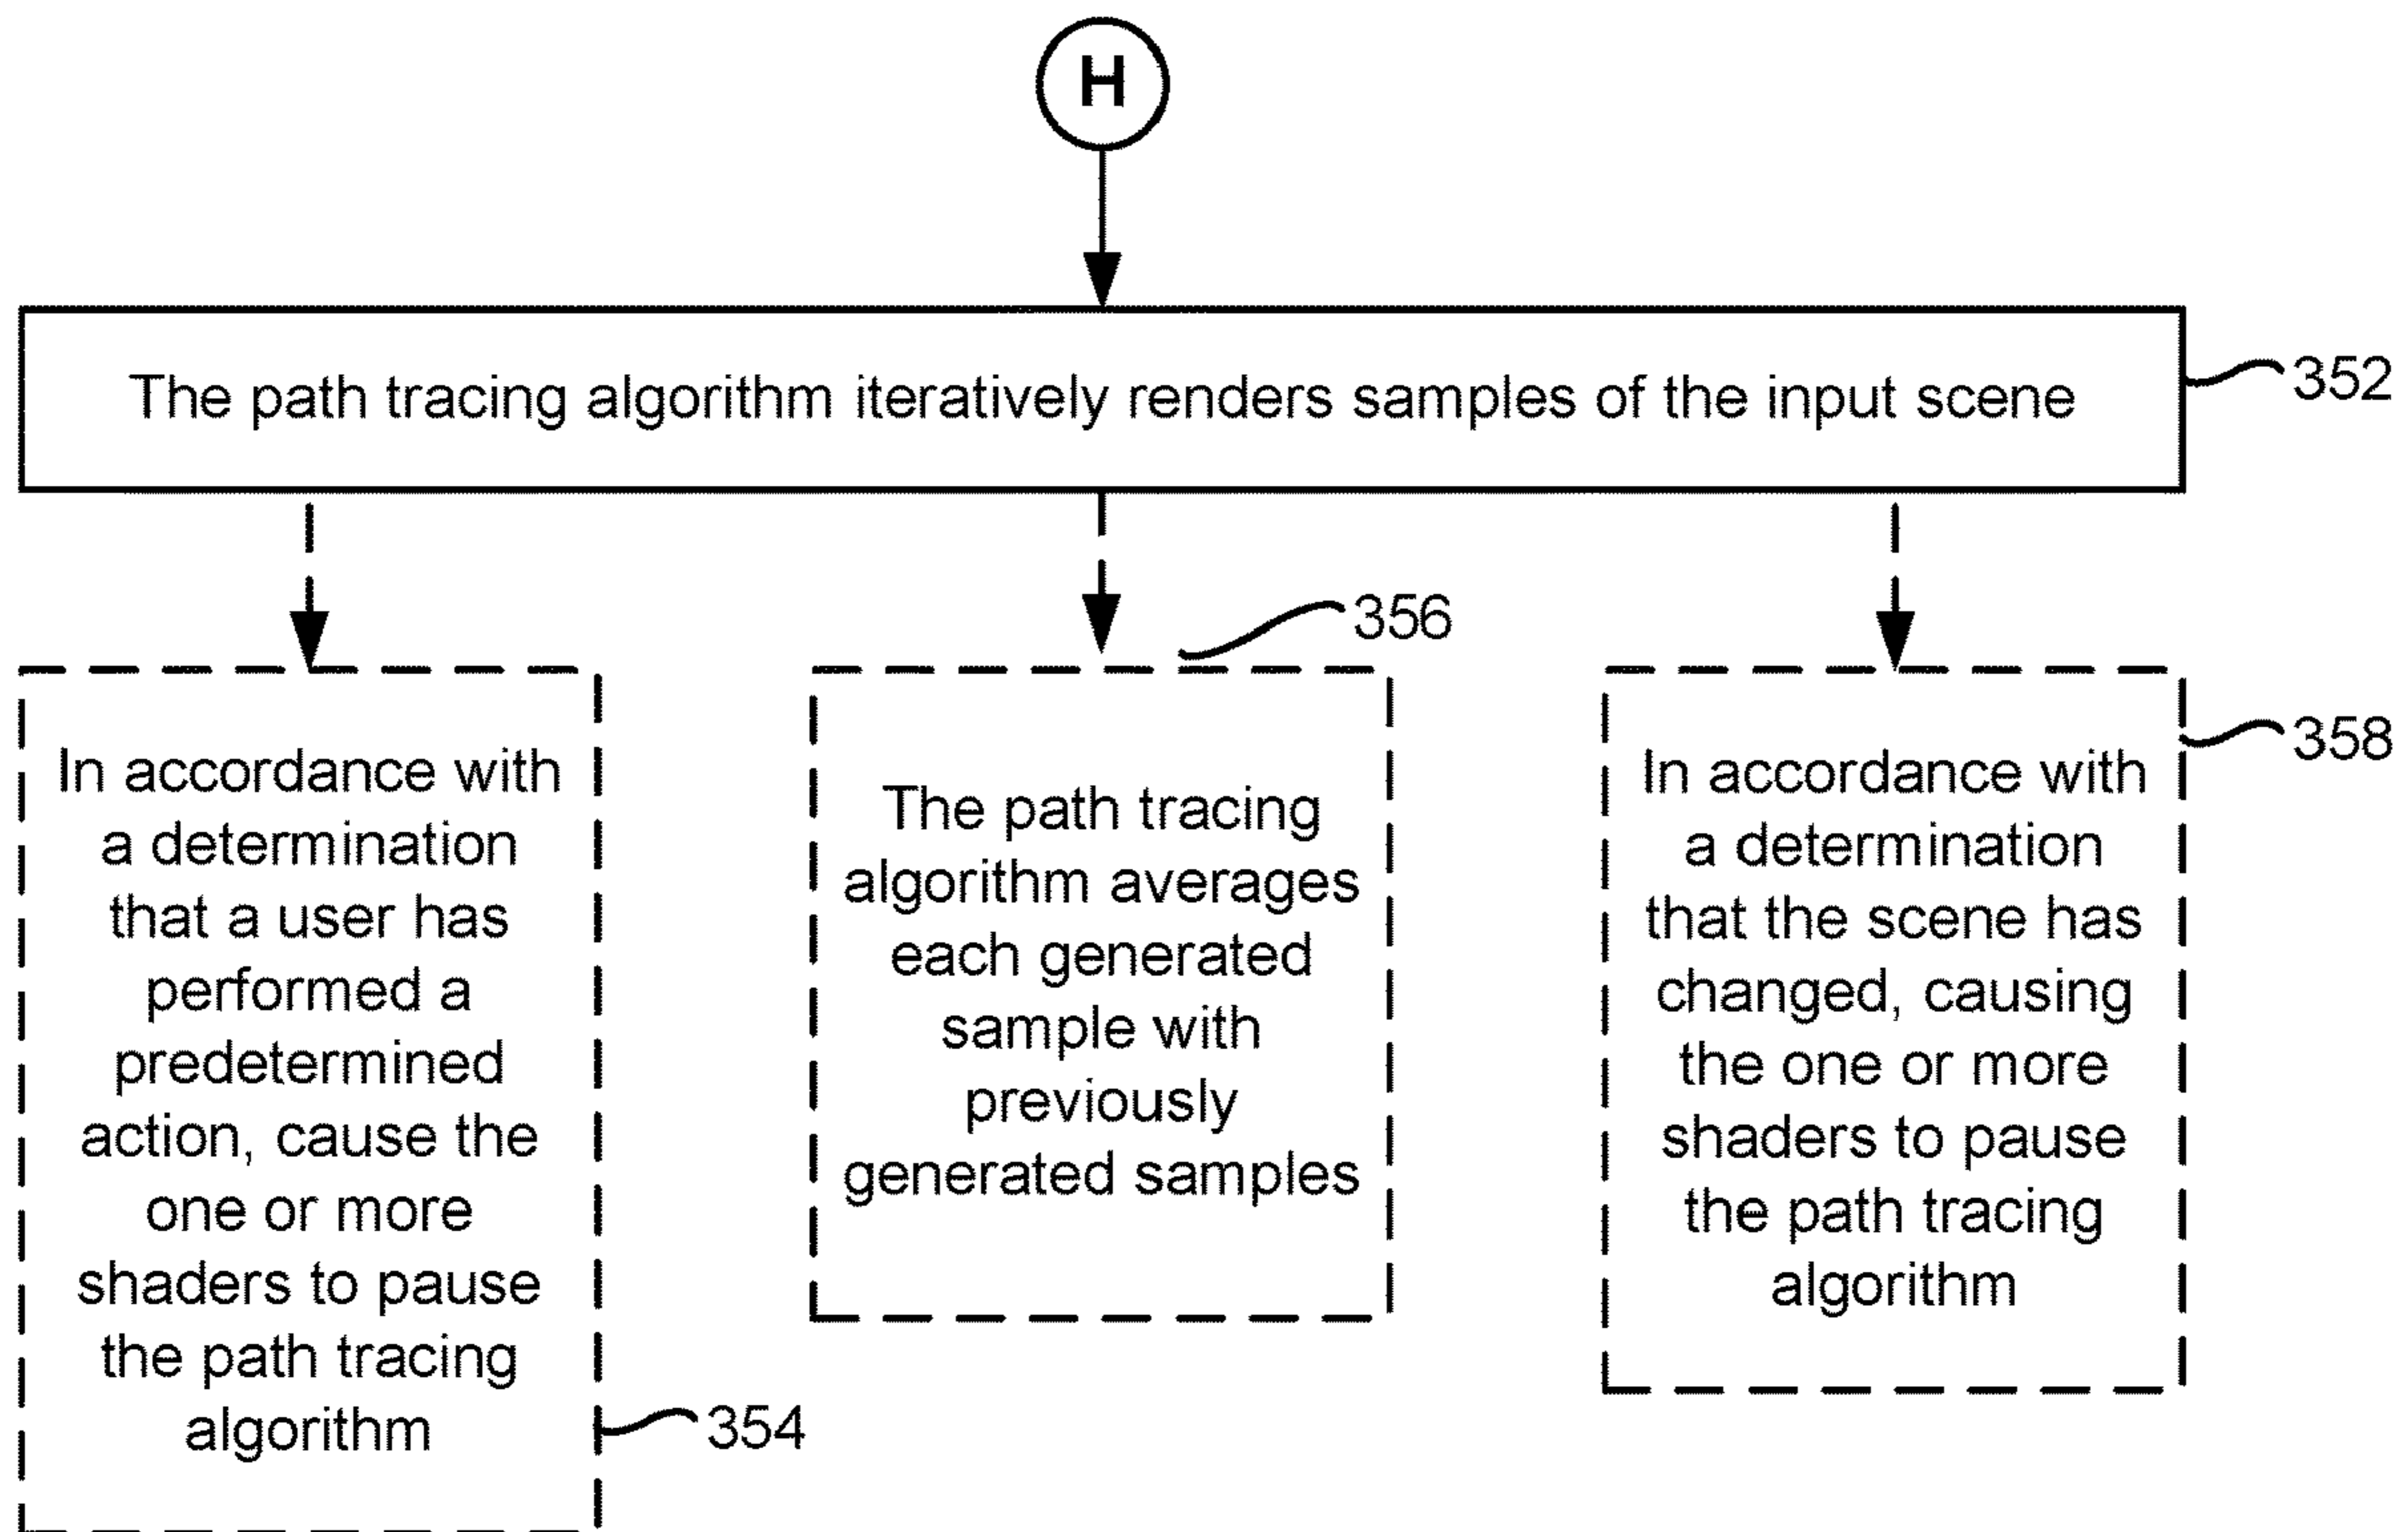 H
The path tracing algorithm iteratively renders samples of the input scene
352
In accordance with
a determination
that a user has
performed a
predetermined
action, cause the
one or more
shaders to pause
the path tracing
algorithm
354
356
The path tracing
algorithm averages
each generated
sample with
previously
generated samples
358
In accordance with
a determination
that the scene has
changed, causing
the one or more
shaders to pause
the path tracing
algorithm